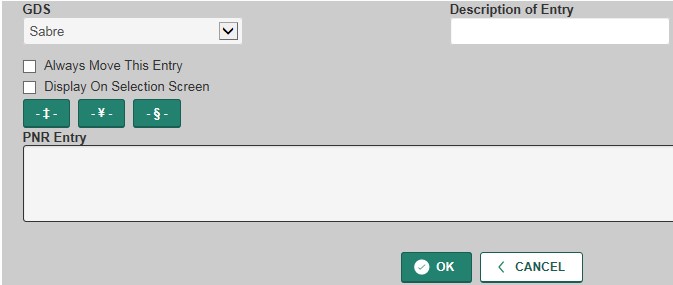 GDS
Description of Entry
Sabre
Always Move This Entry
Display On Selection Screen
-‡- -¥- -§-
PNR Entry
OK CANCEL